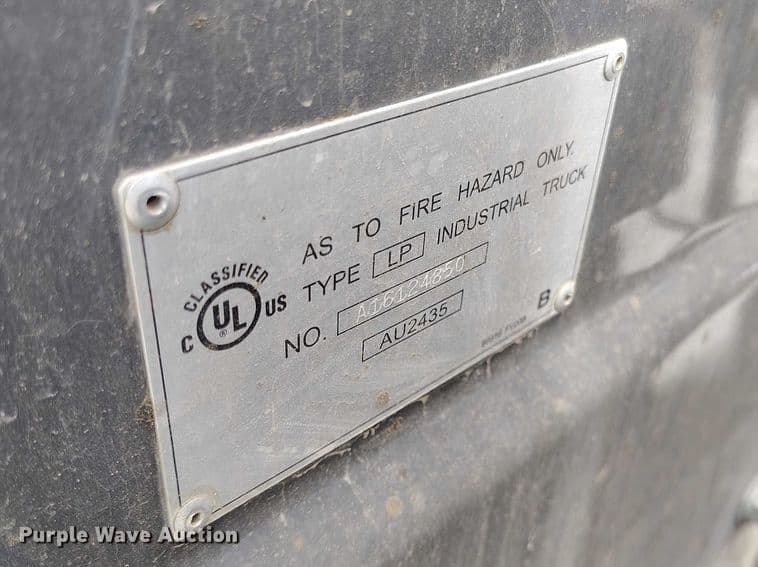 AS TO FIRE HAZARD ONLY.
TYPE LP INDUSTRIAL TRUCK
CLASSIFIED
C UL® US
NO. A16124850
AU2435
B
Purple Wave Auction